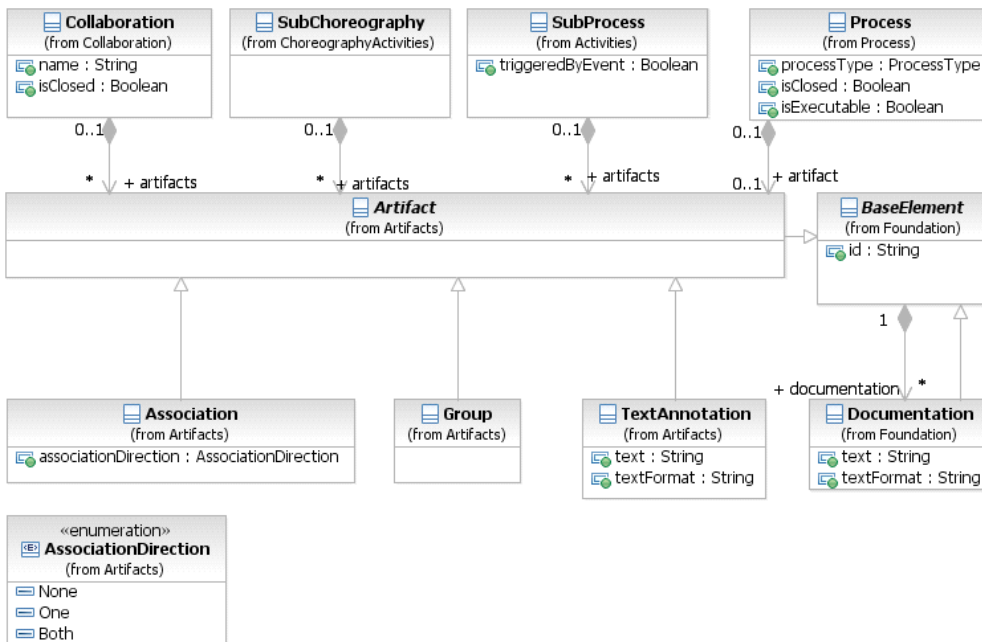 Collaboration
(from Collaboration)
name : String
isClosed : Boolean
SubChoreography
(from ChoreographyActivities)
SubProcess
(from Activities)
triggeredByEvent : Boolean
Process
(from Process)
processType : ProcessType
isClosed : Boolean
isExecutable : Boolean
0..1
0..1
0..1
0..1
*
+ artifacts
*
+ artifacts
*
+ artifacts
0..1
+ artifact
Artifact
(from Artifacts)
BaseElement
(from Foundation)
id : String
1
+ documentation
*
Association
(from Artifacts)
associationDirection : AssociationDirection
Group
(from Artifacts)
TextAnnotation
(from Artifacts)
text : String
textFormat : String
Documentation
(from Foundation)
text : String
textFormat : String
«enumeration»
<E> AssociationDirection
(from Artifacts)
None
One
Both